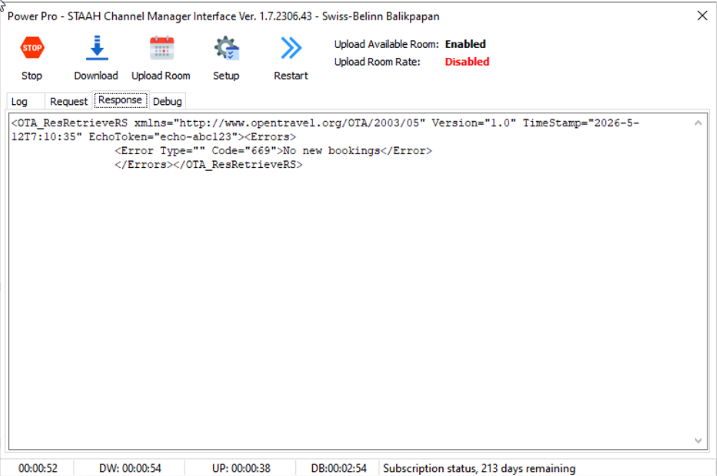 Power Pro - STAAH Channel Manager Interface Ver. 1.7.2306.43 - Swiss-Belinn Balikpapan
STOP
Stop
Download
Upload Room
Setup
Restart
Upload Available Room: Enabled
Upload Room Rate: Disabled
Log
Request
Response
Debug
<OTA_ResRetrieveRS xmlns="http://www.opentravel.org/OTA/2003/05" Version="1.0" TimeStamp="2026-5-
12T7:10:35" EchoToken="echo-abc123"><Errors>
<Error Type="" Code="669">No new bookings</Error>
</Errors></OTA_ResRetrieveRS>
00:00:52
DW: 00:00:54
UP: 00:00:38
DB:00:02:54
Subscription status, 213 days remaining